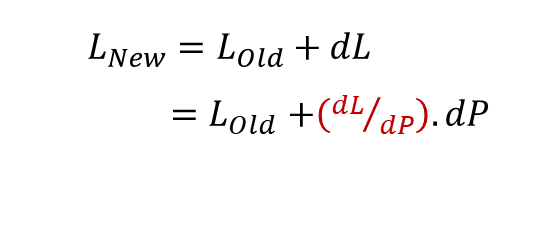 L_New = L_Old + dL
= L_Old + (dL/dP). dP